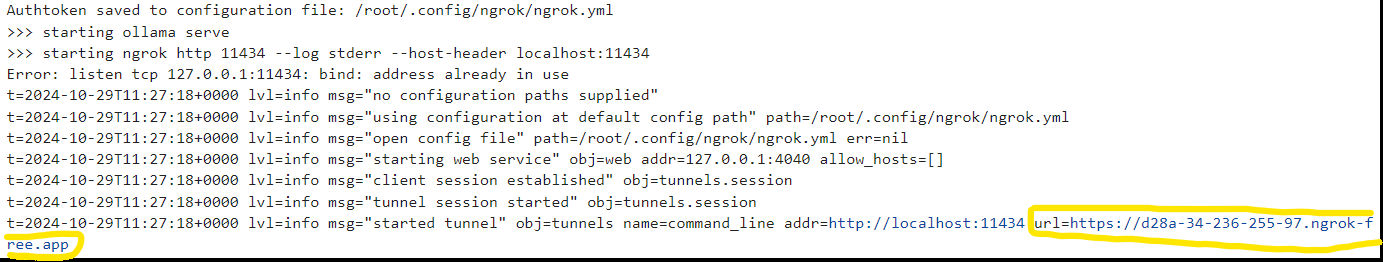 Authtoken saved to configuration file: /root/.config/ngrok/ngrok.yml
>>> starting ollama serve
>>> starting ngrok http 11434 --log stderr --host-header localhost:11434
Error: listen tcp 127.0.0.1:11434: bind: address already in use
t=2024-10-29T11:27:18+0000 lvl=info msg="no configuration paths supplied"
t=2024-10-29T11:27:18+0000 lvl=info msg="using configuration at default config path" path=/root/.config/ngrok/ngrok.yml
t=2024-10-29T11:27:18+0000 lvl=info msg="open config file" path=/root/.config/ngrok/ngrok.yml err=nil
t=2024-10-29T11:27:18+0000 lvl=info msg="starting web service" obj=web addr=127.0.0.1:4040 allow_hosts=[]
t=2024-10-29T11:27:18+0000 lvl=info msg="client session established" obj=tunnels.session
t=2024-10-29T11:27:18+0000 lvl=info msg="tunnel session started" obj=tunnels.session
t=2024-10-29T11:27:18+0000 lvl=info msg="started tunnel" obj=tunnels name=command_line addr=http://localhost:11434 url=https://d28a-34-236-255-97.ngrok-f
ree.app